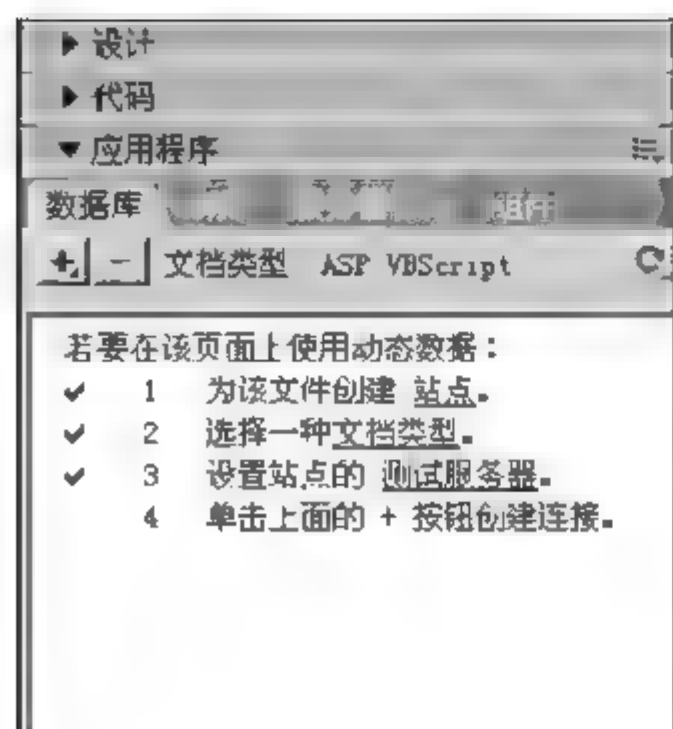 设计
代码
应用程序
数据库 组件
文档类型 ASP VBScript
若要在该页面上使用动态数据:
1 为该文件创建 站点。
2 选择一种文档类型。
3 设置站点的 测试服务器。
4 单击上面的 + 按钮创建连接。